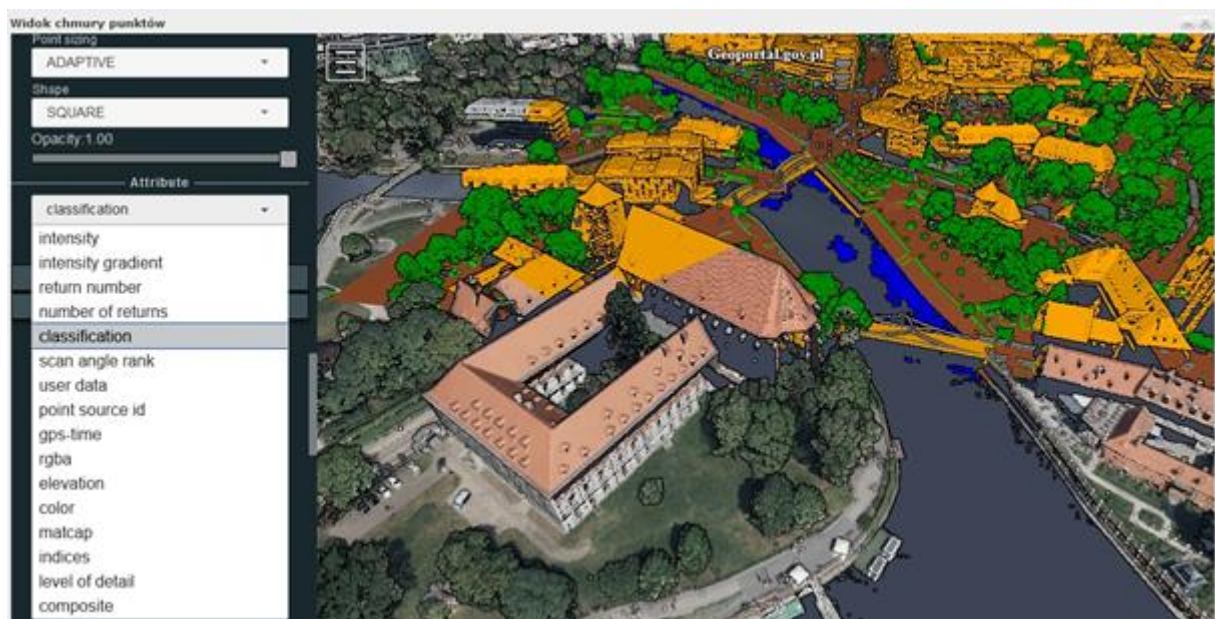 Widok chmury punktów
Point sizing
ADAPTIVE
Shape
SQUARE
Opacity:1.00
Attribute
classification
intensity
intensity gradient
return number
number of returns
classification
scan angle rank
user data
point source id
gps-time
rgba
elevation
color
matcap
indices
level of detail
composite
Geoportal.gov.pl